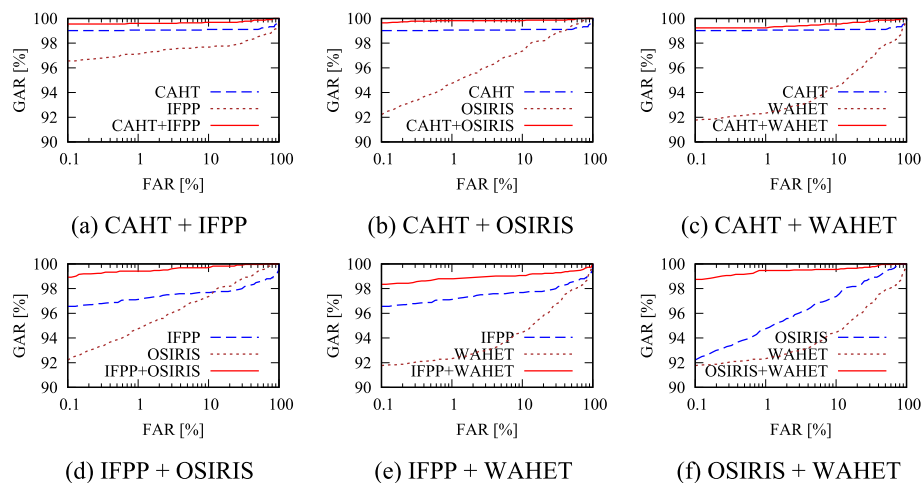 100
98
96
94
92
90
GAR [%]
CAHT
IFPP
CAHT+IFPP
0.1 1 10 100
FAR [%]
(a) CAHT + IFPP
100
98
96
94
92
90
GAR [%]
CAHT
OSIRIS
CAHT+OSIRIS
0.1 1 10 100
FAR [%]
(b) CAHT + OSIRIS
100
98
96
94
92
90
GAR [%]
CAHT
WAHET
CAHT+WAHET
0.1 1 10 100
FAR [%]
(c) CAHT + WAHET
100
98
96
94
92
90
GAR [%]
IFPP
OSIRIS
IFPP+OSIRIS
0.1 1 10 100
FAR [%]
(d) IFPP + OSIRIS
100
98
96
94
92
90
GAR [%]
IFPP
WAHET
IFPP+WAHET
0.1 1 10 100
FAR [%]
(e) IFPP + WAHET
100
98
96
94
92
90
GAR [%]
OSIRIS
WAHET
OSIRIS+WAHET
0.1 1 10 100
FAR [%]
(f) OSIRIS + WAHET